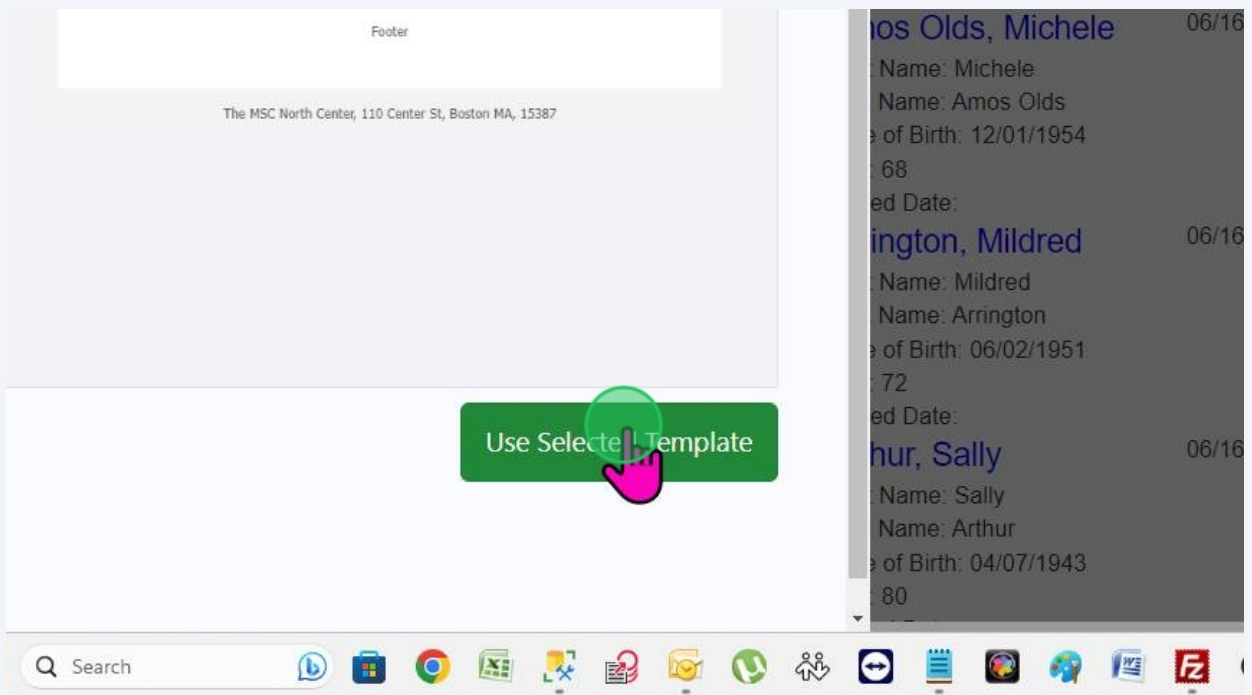 Footer
The MSC North Center, 110 Center St, Boston MA, 15387
Use Selected Template
os Olds, Michele 06/16
Name: Michele
Name: Amos Olds
of Birth: 12/01/1954
: 68
ed Date:
ington, Mildred 06/16
Name: Mildred
Name: Arrington
of Birth: 06/02/1951
: 72
ed Date:
hur, Sally 06/16
Name: Sally
Name: Arthur
of Birth: 04/07/1943
: 80
Search